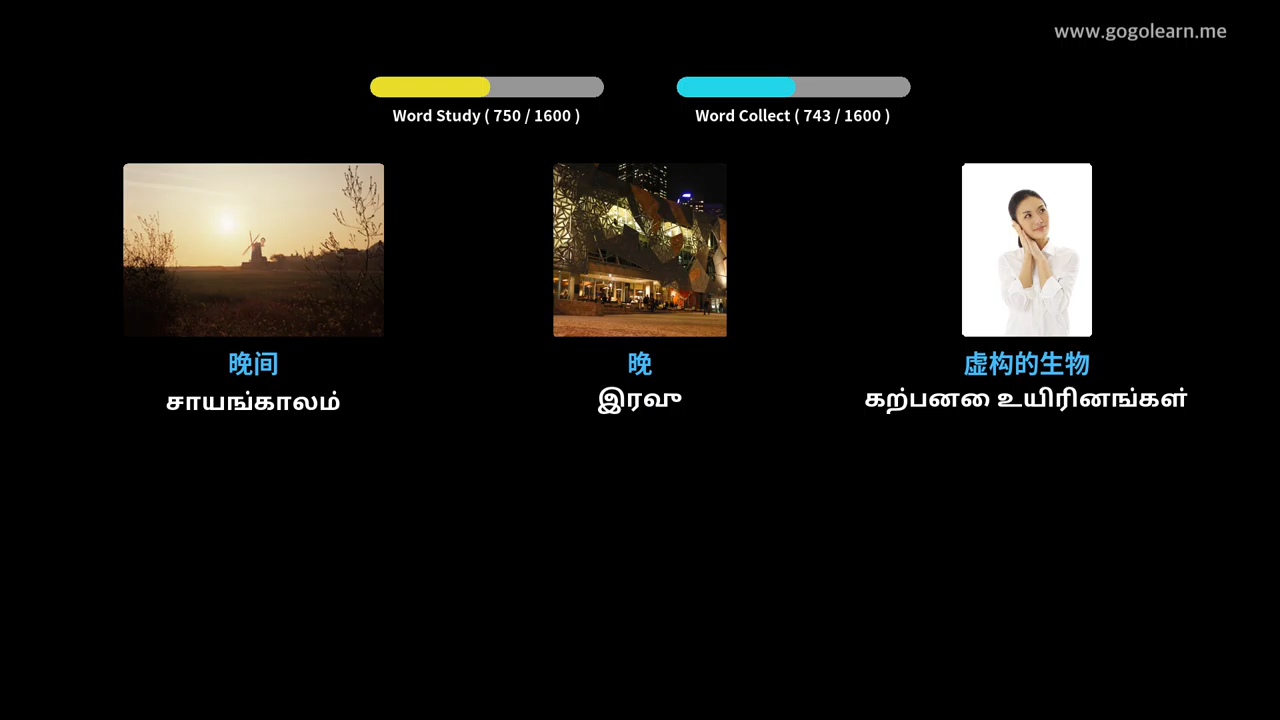 www.gogolearn.me
Word Study ( 750 / 1600 )
Word Collect ( 743 / 1600 )
晚间
晚
虚构的生物
சாயங்காலம்
இரவு
கற்பனை உயிரினங்கள்